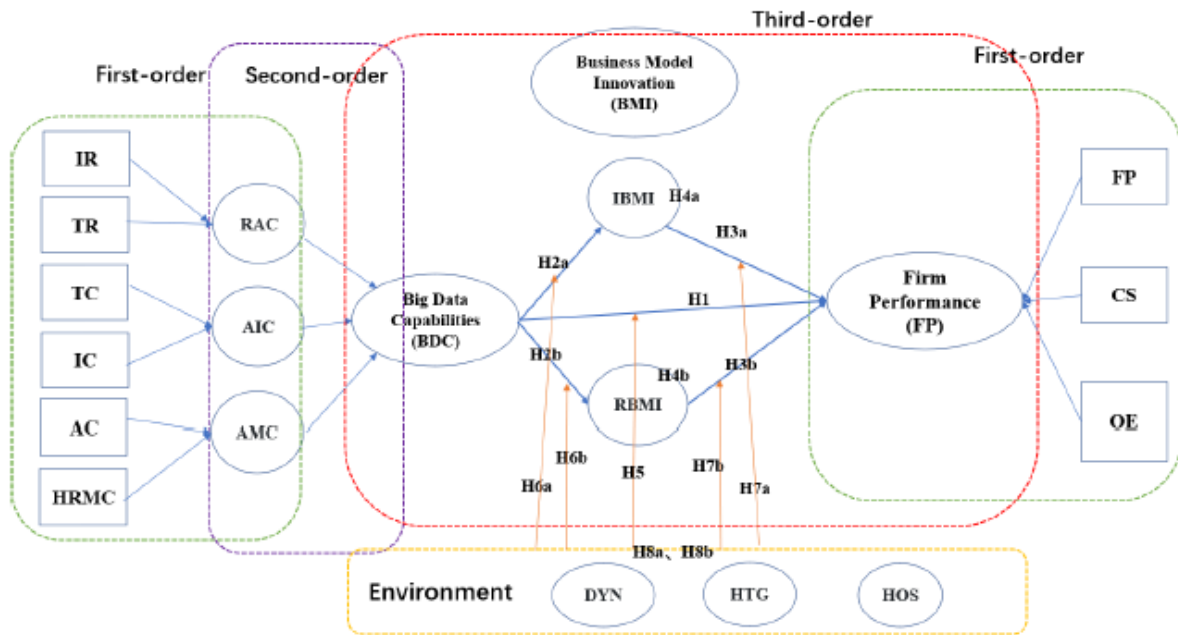 Third-order
First-order
Second-order
First-order
Business Model
Innovation
(BMI)
IR
TR
TC
IC
AC
HRMC
RAC
AIC
AMC
Big Data
Capabilities
(BDC)
IBMI
H4a
H2a
H3a
H1
H2b
H4b
H3b
RBMI
Firm
Performance
(FP)
FP
CS
OE
H6b
H6a
H5
H7b
H7a
H8a、H8b
Environment
DYN
HTG
HOS